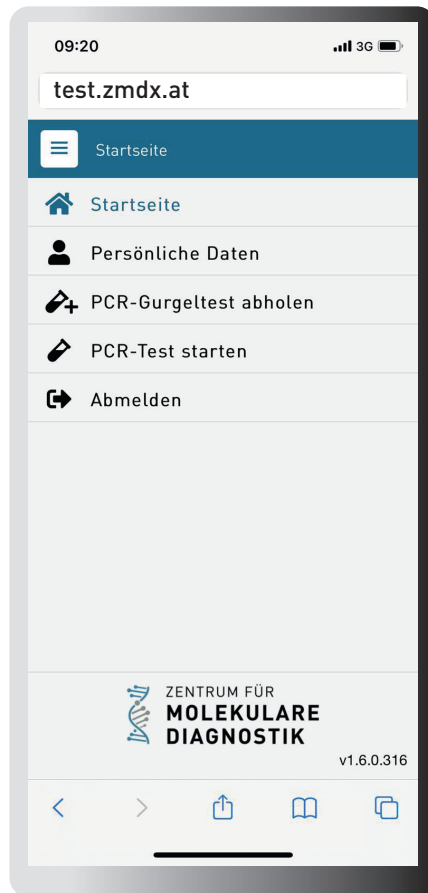 09:20
3G
test.zmdx.at
Startseite
Startseite
Persönliche Daten
PCR-Gurgeltest abholen
PCR-Test starten
Abmelden
ZENTRUM FÜR
MOLEKULARE
DIAGNOSTIK
v1.6.0.316